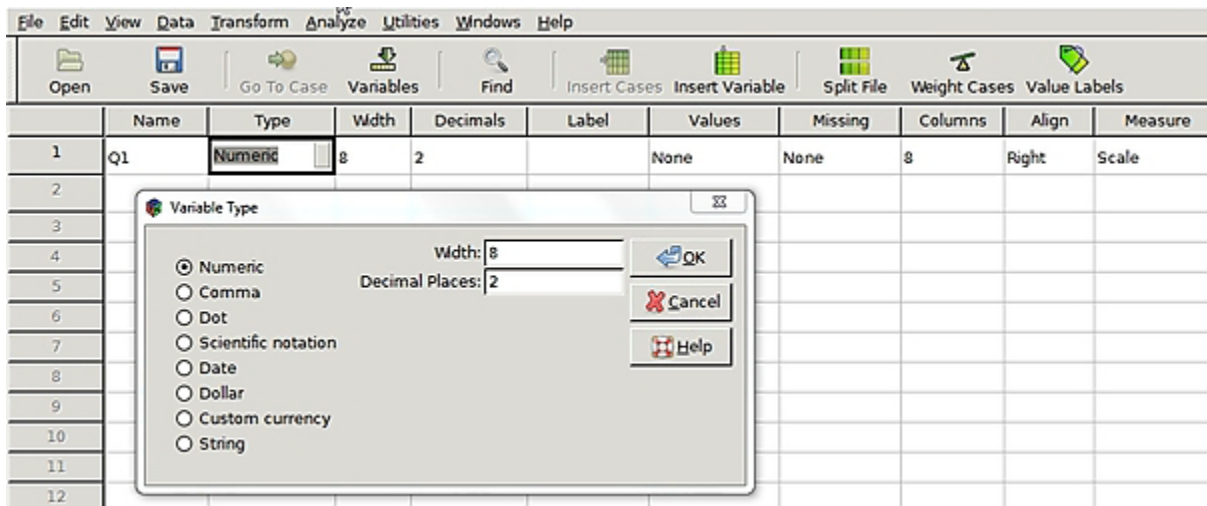 File Edit View Data Transform Analyze Utilities Windows Help
Open Save Go To Case Variables Find Insert Cases Insert Variable Split File Weight Cases Value Labels
Name Type Width Decimals Label Values Missing Columns Align Measure
1 Q1 Numeric 8 2 None None 8 Right Scale
2
Variable Type
3
4
Width: 8
OK
Numeric
5
Decimal Places: 2
Comma
Cancel
6
Dot
7
Scientific notation
Help
8
Date
9
Dollar
10
Custom currency
11
String
12